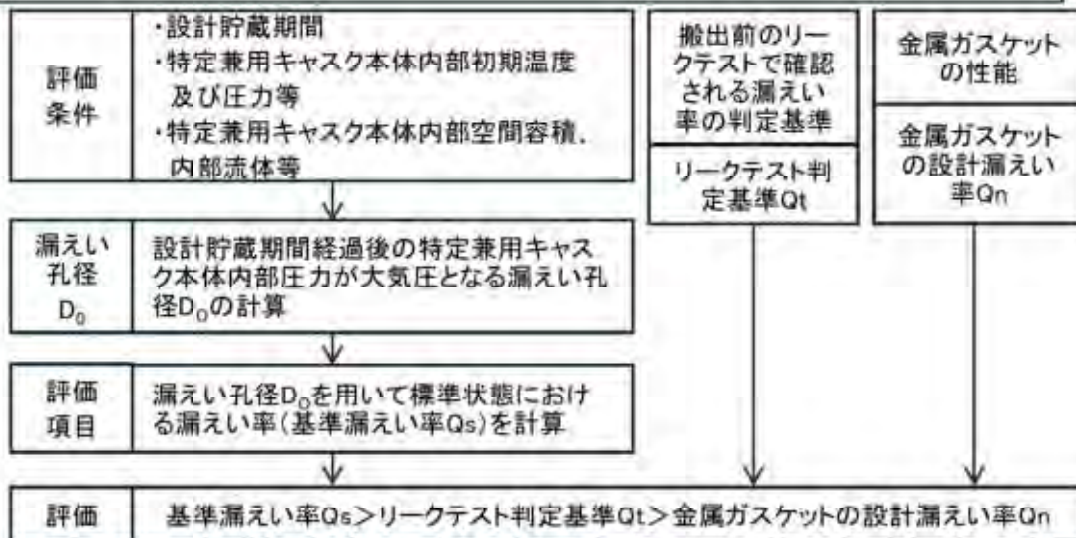 評価
条件
・設計貯蔵期間
・特定兼用キャスク本体内部初期温度
及び圧力等
・特定兼用キャスク本体内部空間容積、
内部流体等
搬出前のリー
クテストで確認
される漏えい
率の判定基準
リークテスト判
定基準Qt
金属ガスケット
の性能
金属ガスケット
の設計漏えい
率Qn
漏えい
孔径
D₀
設計貯蔵期間経過後の特定兼用キャス
ク本体内部圧力が大気圧となる漏えい孔
径D₀の計算
評価
項目
漏えい孔径D₀を用いて標準状態におけ
る漏えい率(基準漏えい率Qs)を計算
評価
基準漏えい率Qs>リークテスト判定基準Qt>金属ガスケットの設計漏えい率Qn